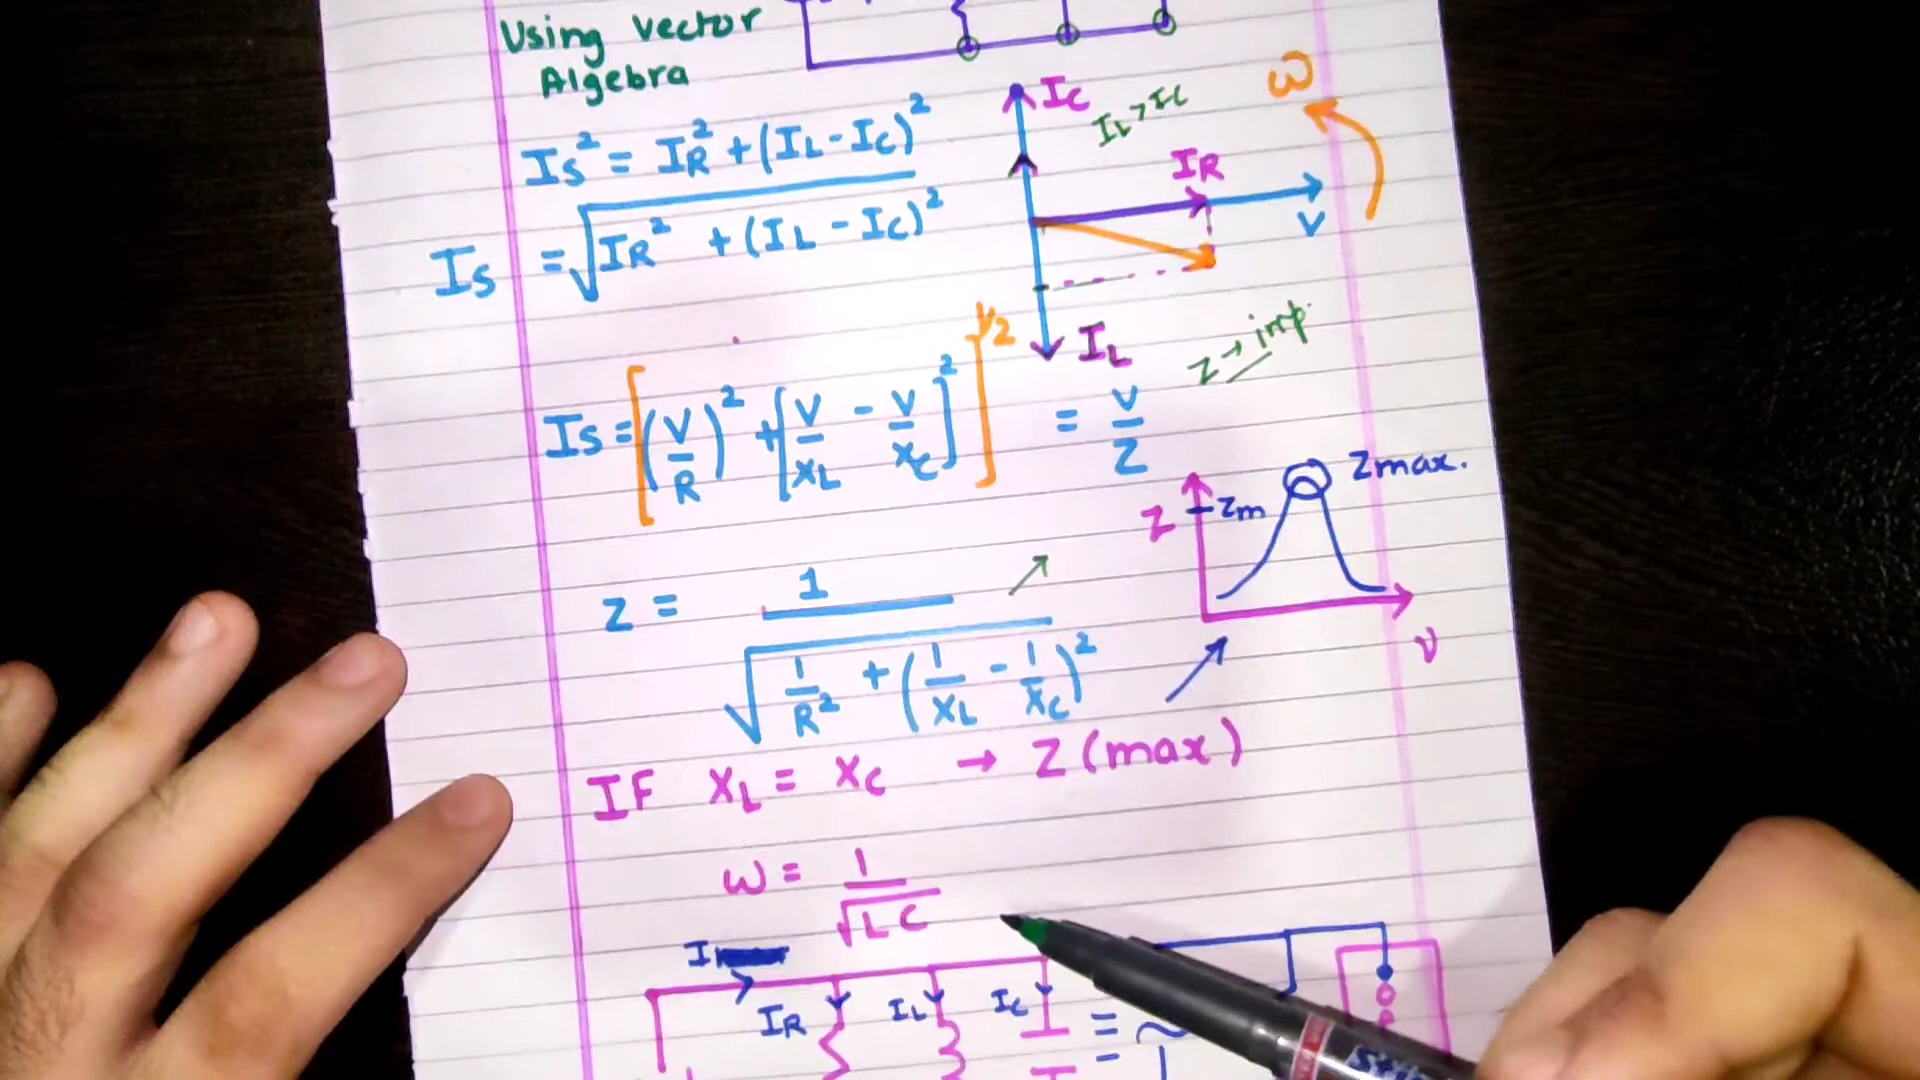 Using Vector
Algebra
Is² = IR² + (IL - IC)²
Is = √IR² + (IL - IC)²
IC
IL > IC
ω
IR
V
IL
Z → imp.
Is = [(V/R)² + [V/XL - V/XC]²]^1/2 = V/Z
Zmax.
Z
Zm
ν
Z = 1/√(1/R² + (1/XL - 1/XC)²)
IF XL = XC → Z (max)
ω = 1/√LC
I
IR
IL
IC